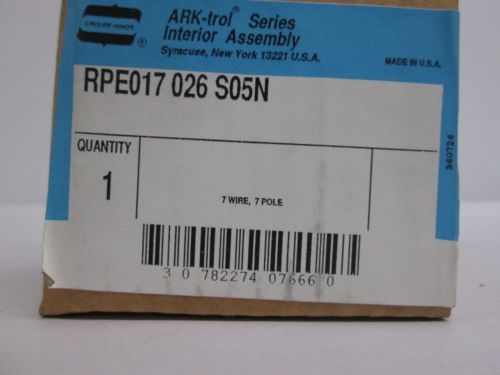 CROUSE-HINDS
®
ARK-trol® Series
Interior Assembly
Syracuse, New York 13221 U.S.A.
MADE IN U.S.A.
RPE017 026 S05N
QUANTITY
1
7 WIRE, 7 POLE
860726
3 0 782274 07666 0